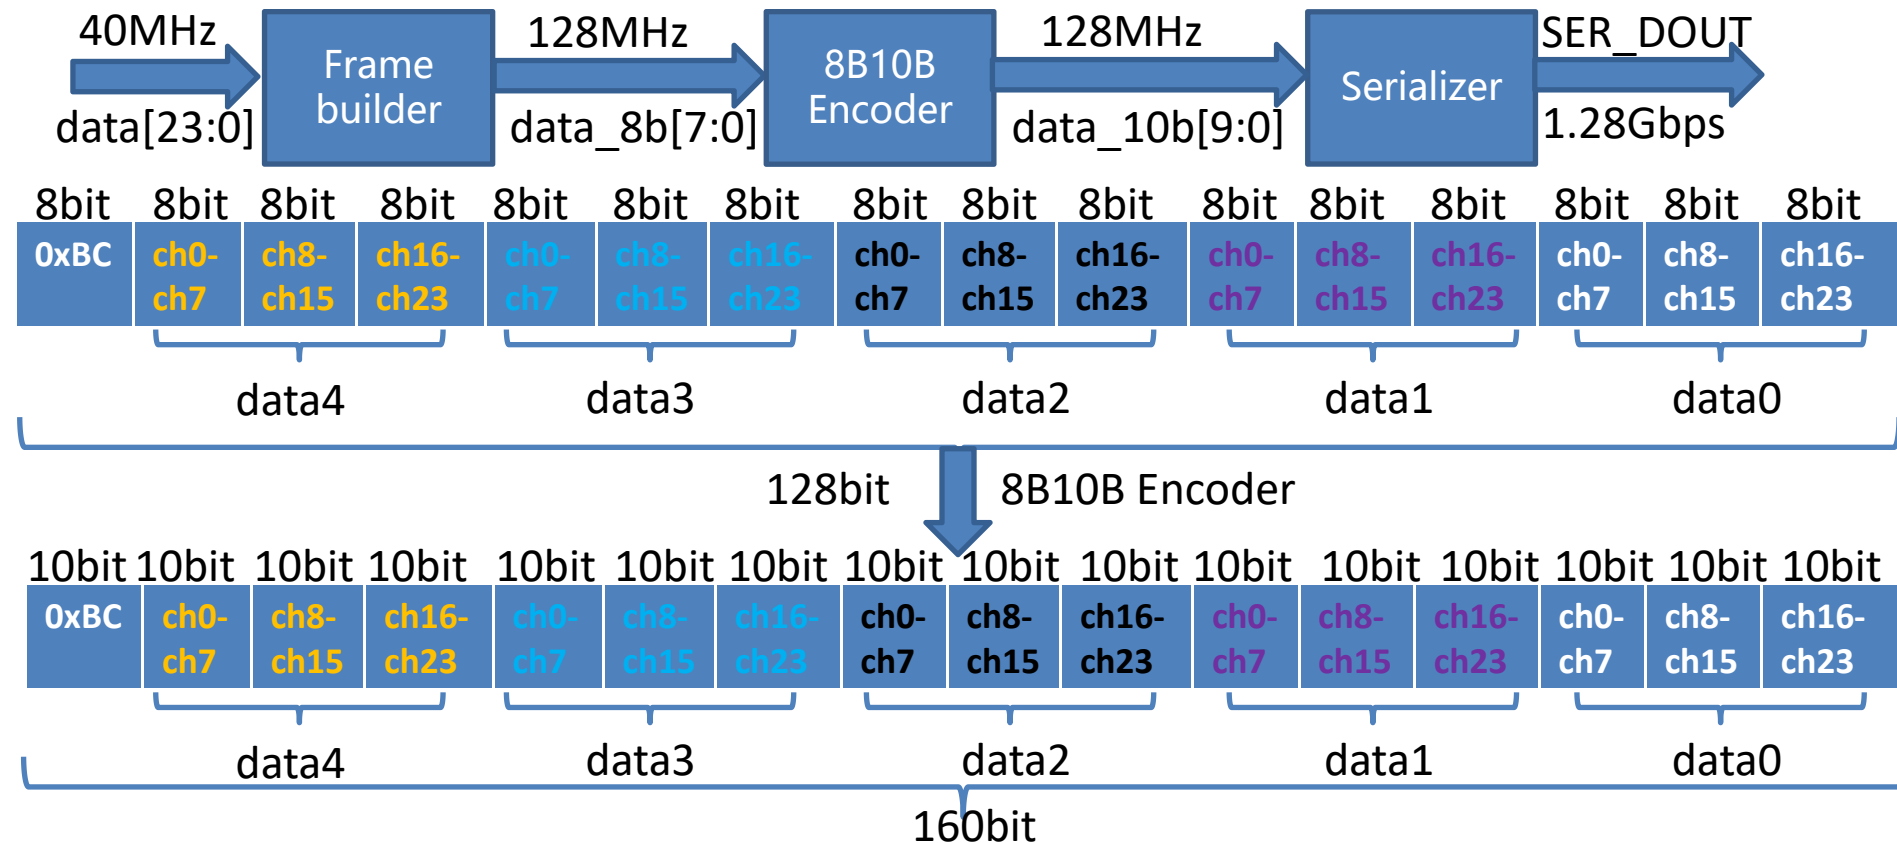 40MHz
data[23:0]
Frame
builder
128MHz
data_8b[7:0]
8B10B
Encoder
128MHz
data_10b[9:0]
Serializer
SER_DOUT
1.28Gbps
8bit 8bit 8bit 8bit 8bit 8bit 8bit 8bit 8bit 8bit 8bit 8bit 8bit 8bit 8bit 8bit
0xBC ch0- ch8- ch16- ch0- ch8- ch16- ch0- ch8- ch16- ch0- ch8- ch16- ch0- ch8- ch16-
ch7 ch15 ch23 ch7 ch15 ch23 ch7 ch15 ch23 ch7 ch15 ch23 ch7 ch15 ch23
data4 data3 data2 data1 data0
128bit 8B10B Encoder
10bit 10bit 10bit 10bit 10bit 10bit 10bit 10bit 10bit 10bit 10bit 10bit 10bit 10bit 10bit 10bit
0xBC ch0- ch8- ch16- ch0- ch8- ch16- ch0- ch8- ch16- ch0- ch8- ch16- ch0- ch8- ch16-
ch7 ch15 ch23 ch7 ch15 ch23 ch7 ch15 ch23 ch7 ch15 ch23 ch7 ch15 ch23
data4 data3 data2 data1 data0
160bit